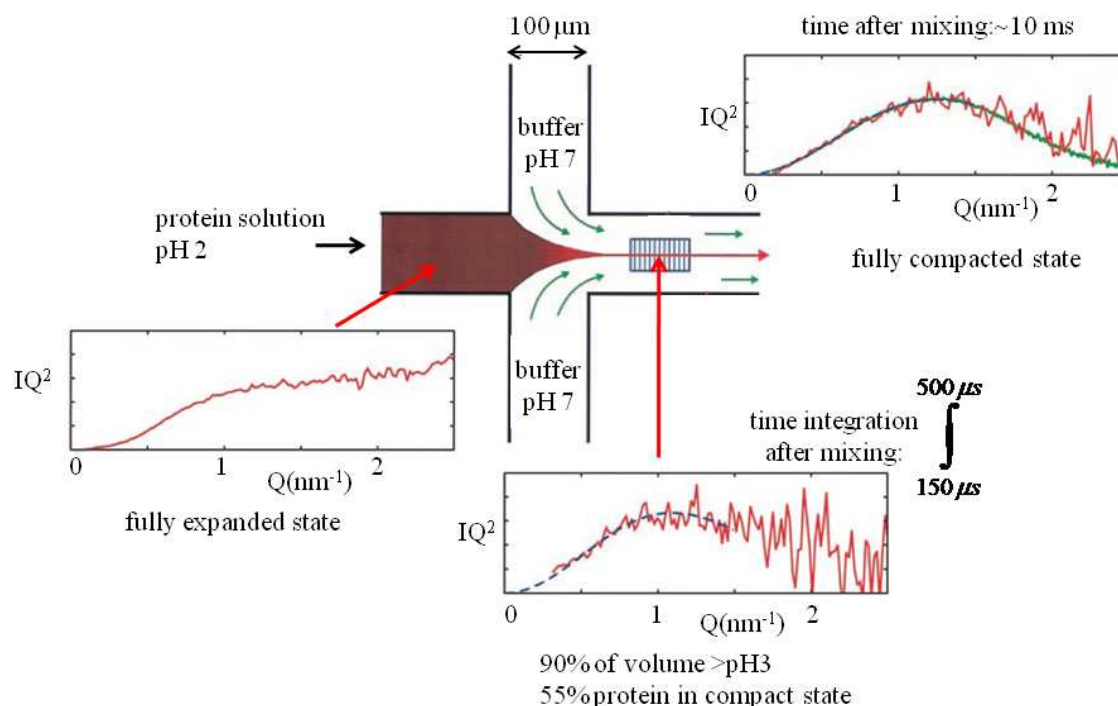 100 μm
time after mixing:~10 ms
IQ²
1
2
Q(nm⁻¹)
fully compacted state
buffer
pH 7
protein solution
pH 2
IQ²
0
1
2
Q(nm⁻¹)
fully expanded state
buffer
pH 7
time integration
after mixing:
500 μs
∫
150 μs
IQ²
0
1
2
Q(nm⁻¹)
90% of volume >pH3
55% protein in compact state